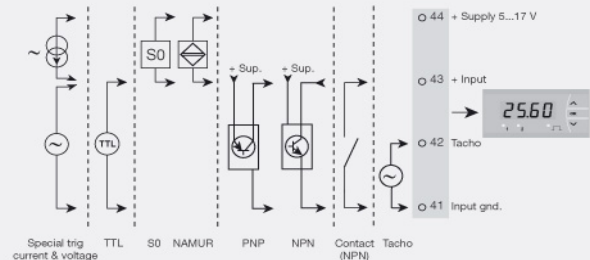 44 + Supply 5...17 V
S0
+ Sup.
+ Sup.
43 + Input
25.60
TTL
42 Tacho
41 Input gnd.
Special trig
current & voltage
TTL
S0
NAMUR
PNP
NPN
Contact
(NPN)
Tacho